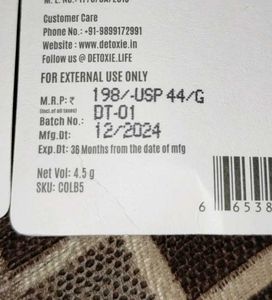 Customer Care
Phone No.: +91-9899172991
Website : www.detoxie.in
Follow us @ DETOXIE.LIFE
FOR EXTERNAL USE ONLY
M.R.P: ₹ 198/-USP 44/G
(Incl. of all taxes)
Batch No.: DT-01
Mfg.Dt: 12/2024
Exp.Dt: 36 Months from the date of mfg
Net Vol: 4.5 g
SKU: COLB5
6 6538